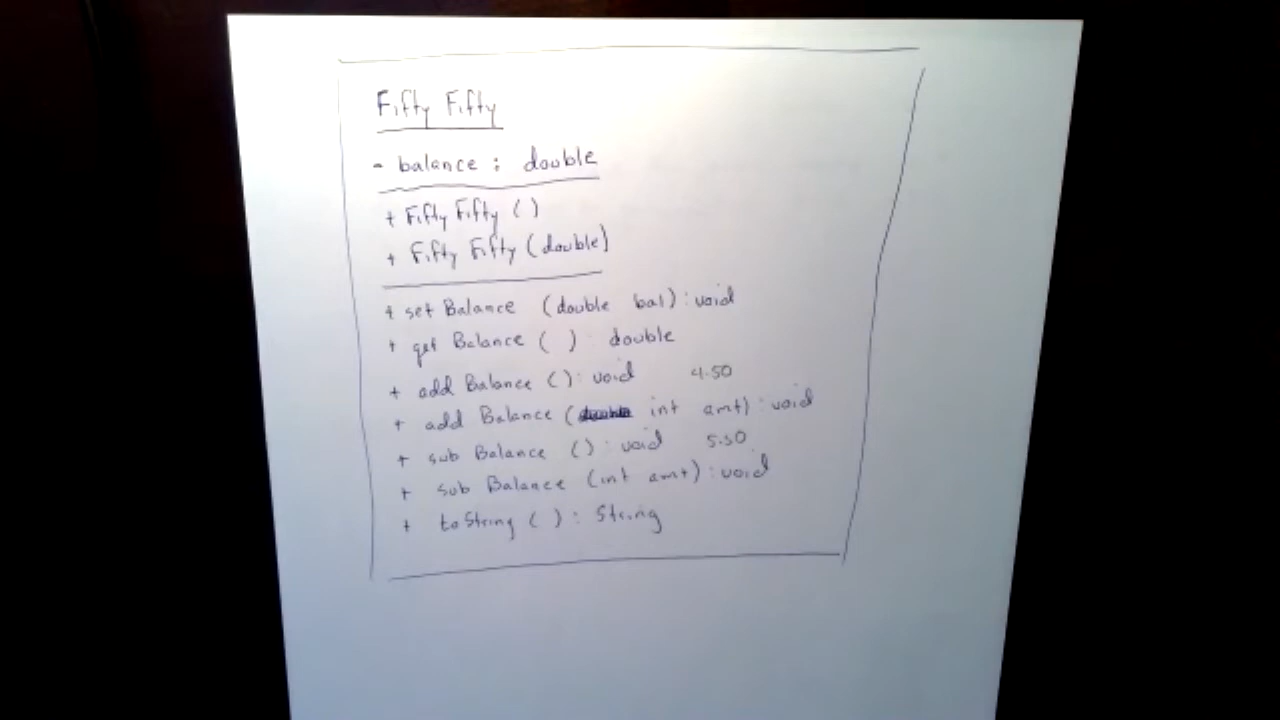 Fifty Fifty
- balance : double
+ Fifty Fifty ( )
+ Fifty Fifty (double)
+ set Balance (double bal) : void
+ get Balance ( ) : double
+ add Balance () : void 4.50
+ add Balance ( int amt) : void
+ sub Balance () : void 5.50
+ sub Balance (int amt) : void
+ toString ( ) : String